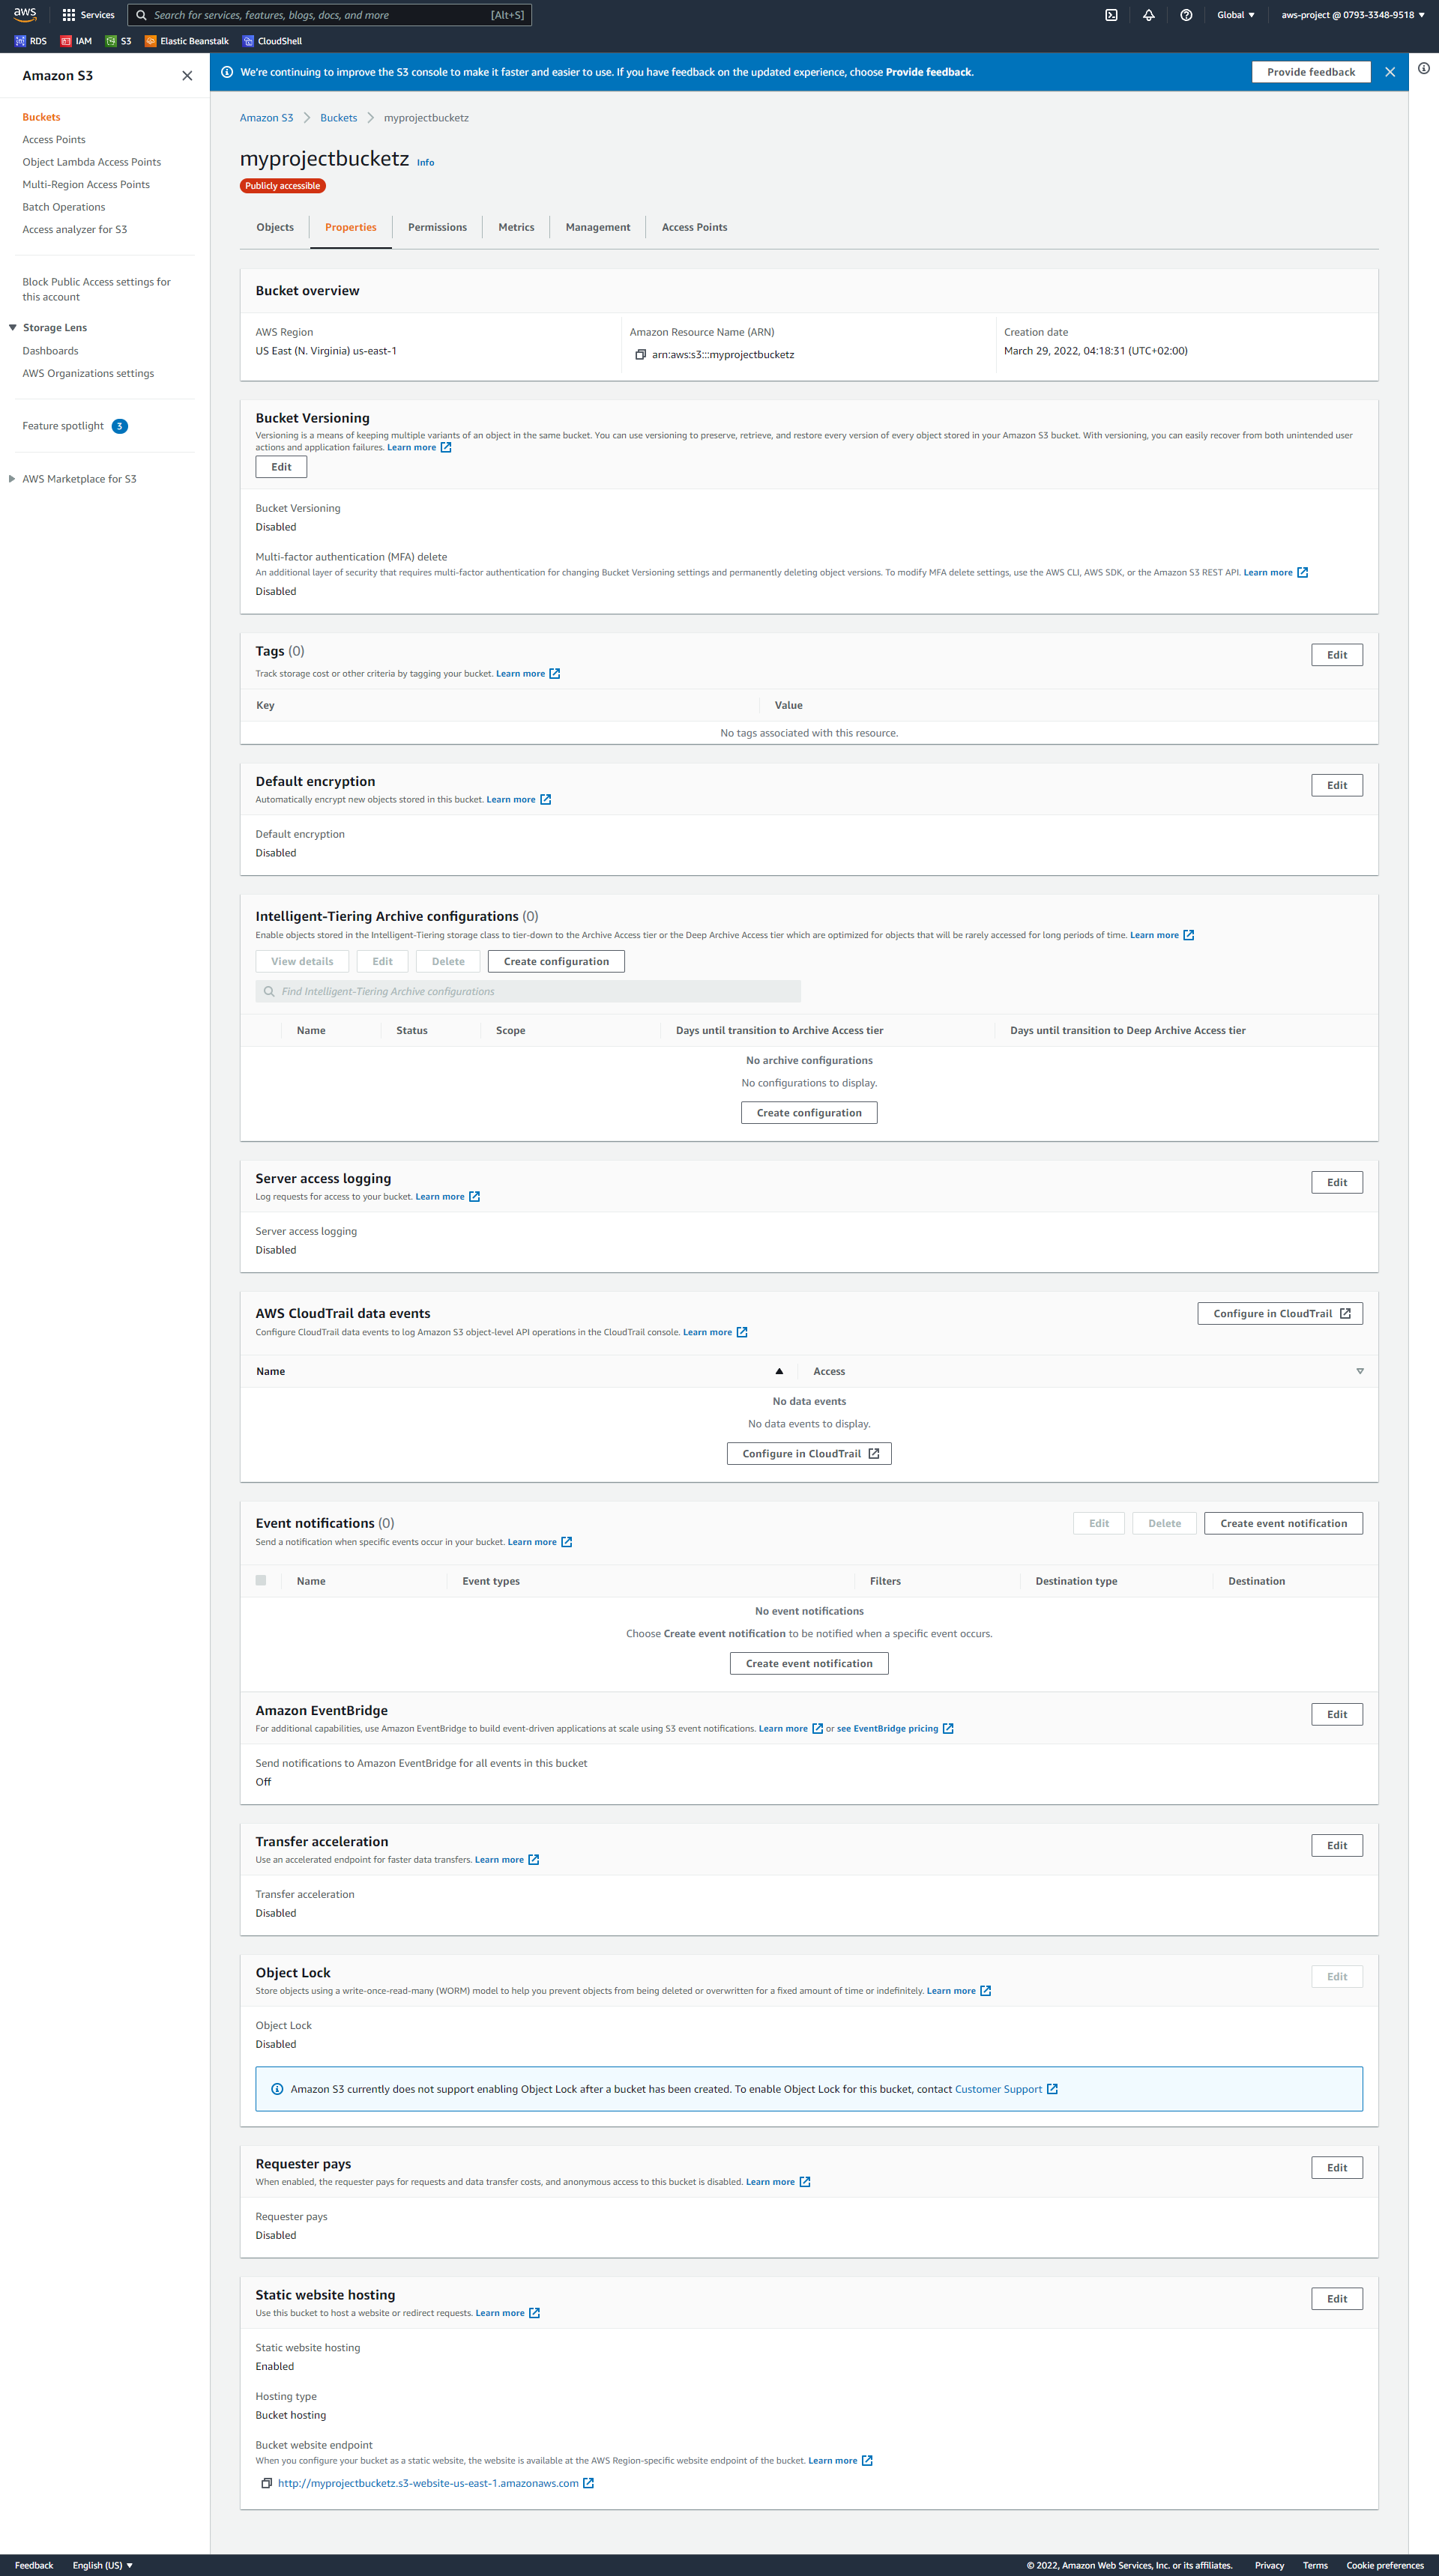 aws
Services
Search for services, features, blogs, docs, and more
[Alt+S]
Global
aws-project @ 0793-3348-9518
RDS
IAM
S3
Elastic Beanstalk
CloudShell
Amazon S3
Buckets
Access Points
Object Lambda Access Points
Multi-Region Access Points
Batch Operations
Access analyzer for S3
Block Public Access settings for
this account
Storage Lens
Dashboards
AWS Organizations settings
Feature spotlight 3
AWS Marketplace for S3
We're continuing to improve the S3 console to make it faster and easier to use. If you have feedback on the updated experience, choose Provide feedback.
Provide feedback
Amazon S3 Buckets myprojectbucketz
myprojectbucketz Info
Publicly accessible
Objects Properties Permissions Metrics Management Access Points
Bucket overview
AWS Region
US East (N. Virginia) us-east-1
Amazon Resource Name (ARN)
arn:aws:s3:::myprojectbucketz
Creation date
March 29, 2022, 04:18:31 (UTC+02:00)
Bucket Versioning
Versioning is a means of keeping multiple variants of an object in the same bucket. You can use versioning to preserve, retrieve, and restore every version of every object stored in your Amazon S3 bucket. With versioning, you can easily recover from both unintended user
actions and application failures. Learn more
Edit
Bucket Versioning
Disabled
Multi-factor authentication (MFA) delete
An additional layer of security that requires multi-factor authentication for changing Bucket Versioning settings and permanently deleting object versions. To modify MFA delete settings, use the AWS CLI, AWS SDK, or the Amazon S3 REST API. Learn more
Disabled
Tags (0)
Edit
Track storage cost or other criteria by tagging your bucket. Learn more
Key Value
No tags associated with this resource.
Default encryption
Edit
Automatically encrypt new objects stored in this bucket. Learn more
Default encryption
Disabled
Intelligent-Tiering Archive configurations (0)
Enable objects stored in the Intelligent-Tiering storage class to tier-down to the Archive Access tier or the Deep Archive Access tier which are optimized for objects that will be rarely accessed for long periods of time. Learn more
View details Edit Delete Create configuration
Find Intelligent-Tiering Archive configurations
Name Status Scope Days until transition to Archive Access tier Days until transition to Deep Archive Access tier
No archive configurations
No configurations to display.
Create configuration
Server access logging
Edit
Log requests for access to your bucket. Learn more
Server access logging
Disabled
AWS CloudTrail data events
Configure in CloudTrail
Configure CloudTrail data events to log Amazon S3 object-level API operations in the CloudTrail console. Learn more
Name Access
No data events
No data events to display.
Configure in CloudTrail
Event notifications (0)
Edit Delete Create event notification
Send a notification when specific events occur in your bucket. Learn more
Name Event types Filters Destination type Destination
No event notifications
Choose Create event notification to be notified when a specific event occurs.
Create event notification
Amazon EventBridge
Edit
For additional capabilities, use Amazon EventBridge to build event-driven applications at scale using S3 event notifications. Learn more or see EventBridge pricing
Send notifications to Amazon EventBridge for all events in this bucket
Off
Transfer acceleration
Edit
Use an accelerated endpoint for faster data transfers. Learn more
Transfer acceleration
Disabled
Object Lock
Edit
Store objects using a write-once-read-many (WORM) model to help you prevent objects from being deleted or overwritten for a fixed amount of time or indefinitely. Learn more
Object Lock
Disabled
Amazon S3 currently does not support enabling Object Lock after a bucket has been created. To enable Object Lock for this bucket, contact Customer Support
Requester pays
Edit
When enabled, the requester pays for requests and data transfer costs, and anonymous access to this bucket is disabled. Learn more
Requester pays
Disabled
Static website hosting
Edit
Use this bucket to host a website or redirect requests. Learn more
Static website hosting
Enabled
Hosting type
Bucket hosting
Bucket website endpoint
When you configure your bucket as a static website, the website is available at the AWS Region-specific website endpoint of the bucket. Learn more
http://myprojectbucketz.s3-website-us-east-1.amazonaws.com
Feedback English (US) © 2022, Amazon Web Services, Inc. or its affiliates. Privacy Terms Cookie preferences